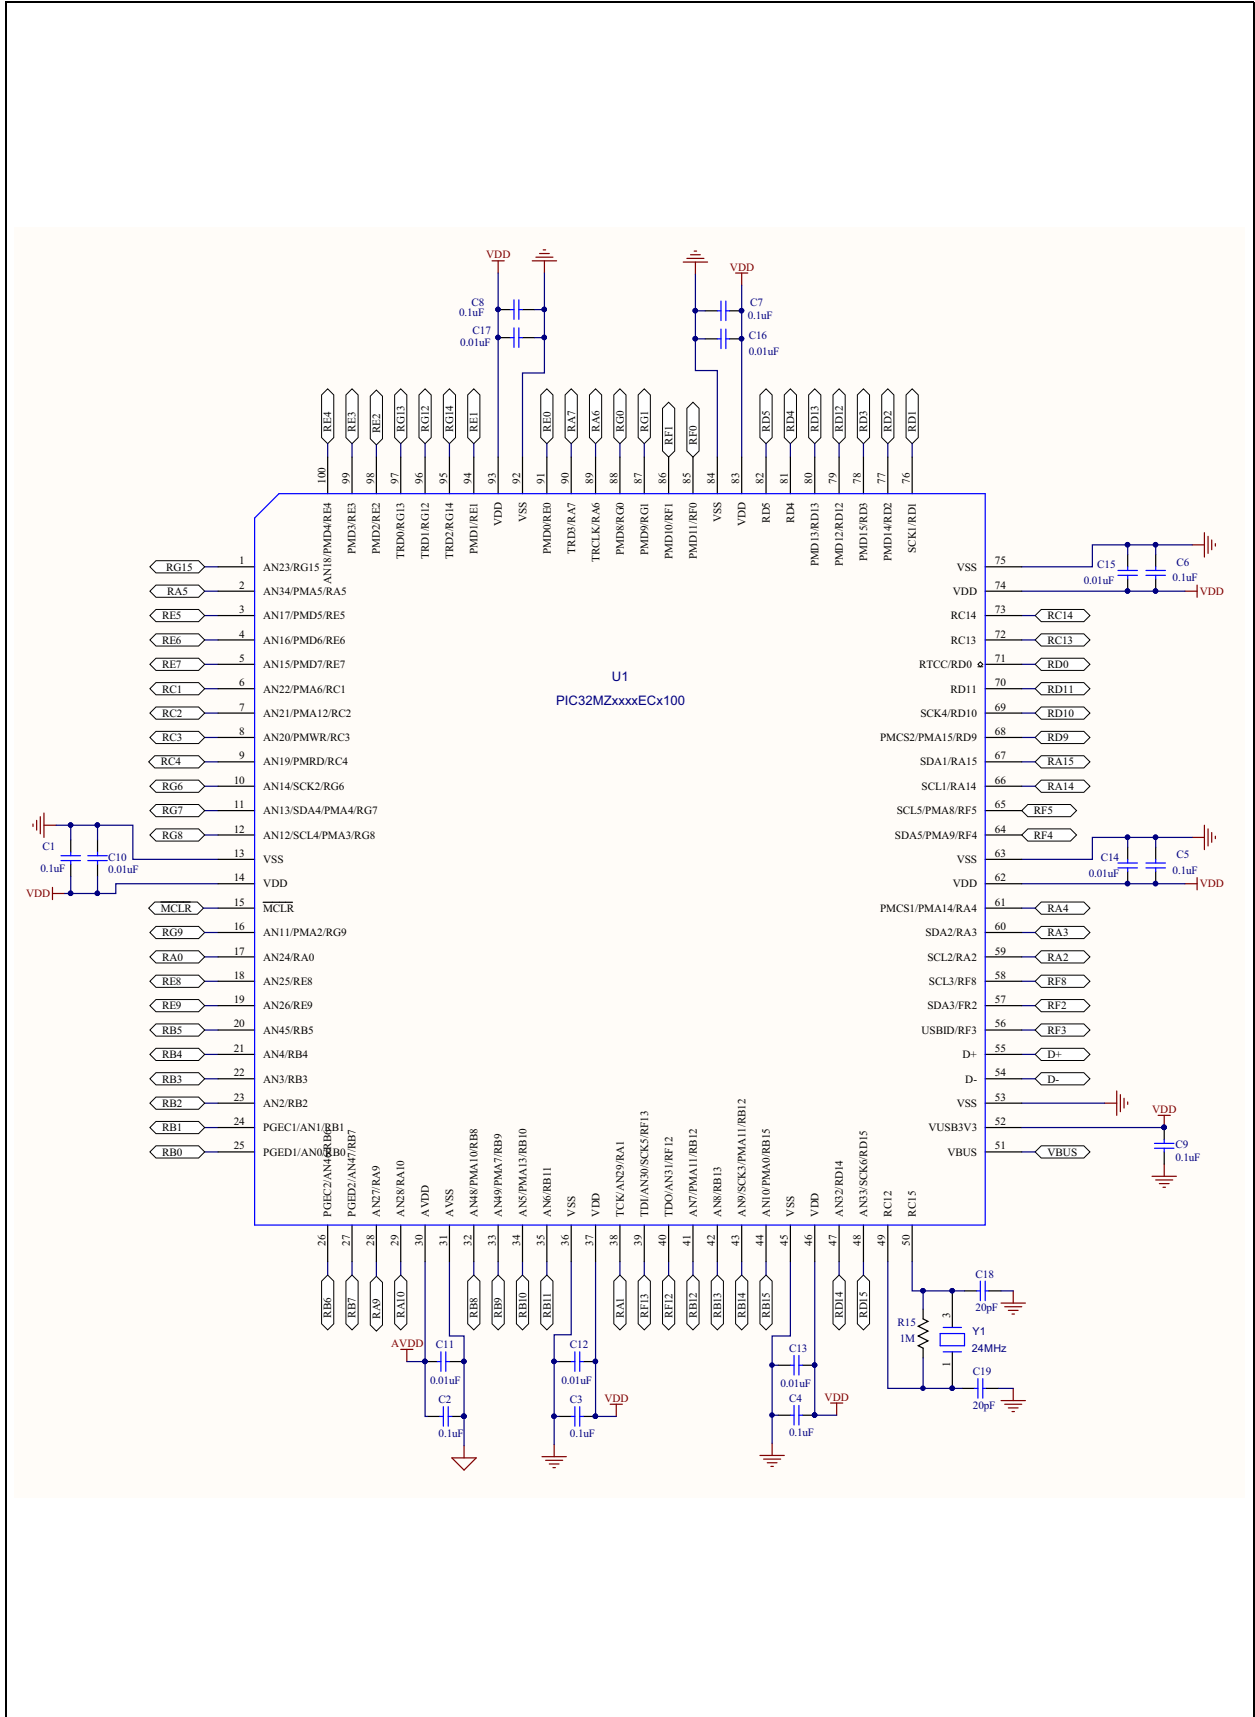 VDD
VDD
C8
0.1uF
C17
0.01uF
C7
0.1uF
C16
0.01uF
RE4
RE3
RE2
RG13
RG12
RG14
RE1
RE0
RA7
RA6
RG0
RG1
RF1
RF0
RD5
RD4
RD13
RD12
RD3
RD2
RD1
100
99
98
97
96
95
94
93
92
91
90
89
88
87
86
85
84
83
82
81
80
79
78
77
76
AN18/PMD4/RE4
PMD3/RE3
PMD2/RE2
TRD0/RG13
TRD1/RG12
TRD2/RG14
PMD1/RE1
VDD
VSS
PMD0/RE0
TRD3/RA7
TRCLK/RA6
PMD8/RG0
PMD9/RG1
PMD10/RF1
PMD11/RF0
VSS
VDD
RD5
RD4
PMD13/RD13
PMD12/RD12
PMD15/RD3
PMD14/RD2
SCK1/RD1
U1
PIC32MZxxxxECx100
RG15 1 AN23/RG15
RA5 2 AN34/PMA5/RA5
RE5 3 AN17/PMD5/RE5
RE6 4 AN16/PMD6/RE6
RE7 5 AN15/PMD7/RE7
RC1 6 AN22/PMA6/RC1
RC2 7 AN21/PMA12/RC2
RC3 8 AN20/PMWR/RC3
RC4 9 AN19/PMRD/RC4
RG6 10 AN14/SCK2/RG6
RG7 11 AN13/SDA4/PMA4/RG7
RG8 12 AN12/SCL4/PMA3/RG8
13 VSS
14 VDD
MCLR 15 MCLR
RG9 16 AN11/PMA2/RG9
RA0 17 AN24/RA0
RE8 18 AN25/RE8
RE9 19 AN26/RE9
RB5 20 AN45/RB5
RB4 21 AN4/RB4
RB3 22 AN3/RB3
RB2 23 AN2/RB2
RB1 24 PGEC1/AN1/RB1
RB0 25 PGED1/AN0/RB0
C1
0.1uF
C10
0.01uF
VDD
VSS 75
VDD 74
RC14 73 RC14
RC13 72 RC13
RTCC/RD0 71 RD0
RD11 70 RD11
SCK4/RD10 69 RD10
PMCS2/PMA15/RD9 68 RD9
SDA1/RA15 67 RA15
SCL1/RA14 66 RA14
SCL5/PMA8/RF5 65 RF5
SDA5/PMA9/RF4 64 RF4
VSS 63
VDD 62
PMCS1/PMA14/RA4 61 RA4
SDA2/RA3 60 RA3
SCL2/RA2 59 RA2
SCL3/RF8 58 RF8
SDA3/FR2 57 RF2
USBID/RF3 56 RF3
D+ 55 D+
D- 54 D-
VSS 53
VUSB3V3 52
VBUS 51 VBUS
C15
0.01uF
C6
0.1uF
VDD
C14
0.01uF
C5
0.1uF
VDD
VDD
C9
0.1uF
PGEC2/AN46/RB6
PGED2/AN47/RB7
AN27/RA9
AN28/RA10
AVDD
AVSS
AN48/PMA10/RB8
AN49/PMA7/RB9
AN5/PMA13/RB10
AN6/RB11
VSS
VDD
TCK/AN29/RA1
TDI/AN30/SCK5/RF13
TDO/AN31/RF12
AN7/PMA11/RB12
AN8/RB13
AN9/SCK3/PMA11/RB12
AN10/PMA0/RB15
VSS
VDD
AN32/RD14
AN33/SCK6/RD15
RC12
RC15
26
27
28
29
30
31
32
33
34
35
36
37
38
39
40
41
42
43
44
45
46
47
48
49
50
RB6
RB7
RA9
RA10
RB8
RB9
RB10
RB11
RA1
RF13
RF12
RB12
RB13
RB14
RB15
RD14
RD15
AVDD
C11
0.01uF
C2
0.1uF
C12
0.01uF
C3
0.1uF
VDD
C13
0.01uF
C4
0.1uF
VDD
C18
20pF
R15
1M
3
Y1
24MHz
1
C19
20pF